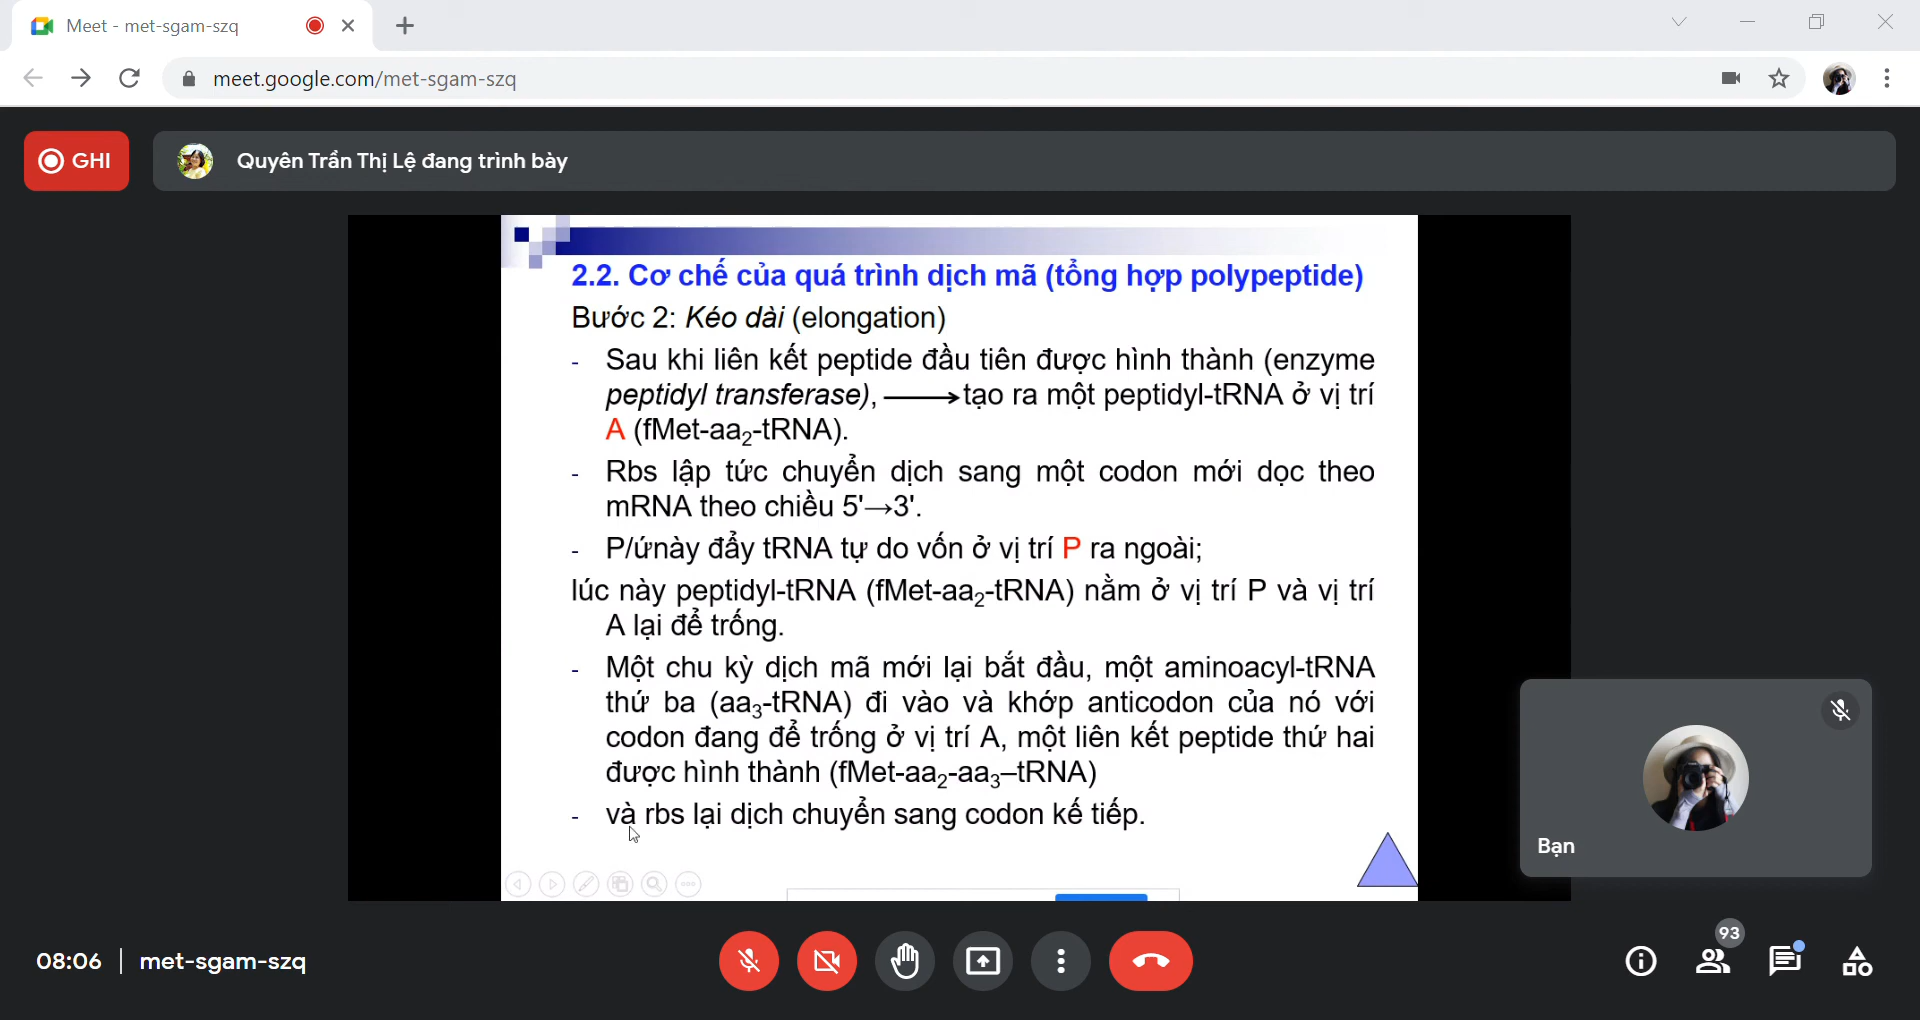 Meet - met-sgam-szq
meet.google.com/met-sgam-szq
GHI
Quyên Trần Thị Lệ đang trình bày
2.2. Cơ chế của quá trình dịch mã (tổng hợp polypeptide)
Bước 2: Kéo dài (elongation)
- Sau khi liên kết peptide đầu tiên được hình thành (enzyme
peptidyl transferase), ⟶ tạo ra một peptidyl-tRNA ở vị trí
A (fMet-aa₂-tRNA).
- Rbs lập tức chuyển dịch sang một codon mới dọc theo
mRNA theo chiều 5'→3'.
- P/ứnày đẩy tRNA tự do vốn ở vị trí P ra ngoài;
lúc này peptidyl-tRNA (fMet-aa₂-tRNA) nằm ở vị trí P và vị trí
A lại để trống.
- Một chu kỳ dịch mã mới lại bắt đầu, một aminoacyl-tRNA
thứ ba (aa₃-tRNA) đi vào và khớp anticodon của nó với
codon đang để trống ở vị trí A, một liên kết peptide thứ hai
được hình thành (fMet-aa₂-aa₃–tRNA)
- và rbs lại dịch chuyển sang codon kế tiếp.
Bạn
08:06 | met-sgam-szq
93